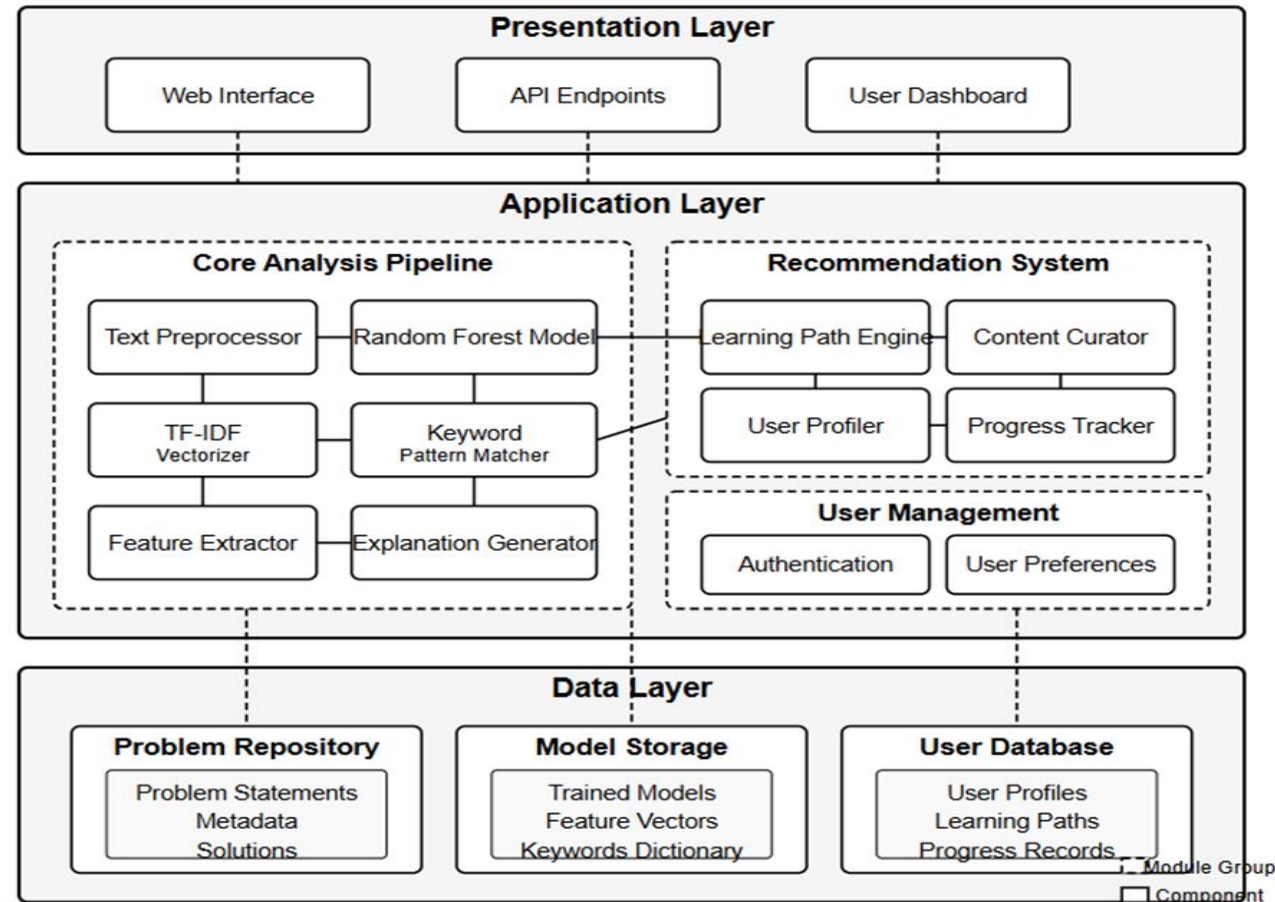 Presentation Layer
Web Interface
API Endpoints
User Dashboard
Application Layer
Core Analysis Pipeline
Text Preprocessor
Random Forest Model
TF-IDF
Vectorizer
Keyword
Pattern Matcher
Feature Extractor
Explanation Generator
Recommendation System
Learning Path Engine
Content Curator
User Profiler
Progress Tracker
User Management
Authentication
User Preferences
Data Layer
Problem Repository
Problem Statements
Metadata
Solutions
Model Storage
Trained Models
Feature Vectors
Keywords Dictionary
User Database
User Profiles
Learning Paths
Progress Records
Module Group
Component